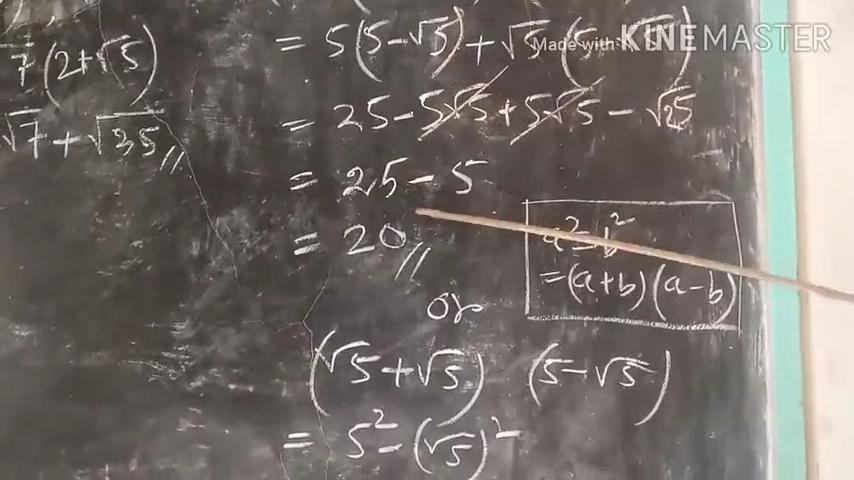 7(2+√5)
√7 + √35 //
= 5(5-√5) + √5 (5-√5)
Made with KINEMASTER
= 25 - 5√5 + 5√5 - √25
= 25 - 5
= 20 //
a² - b²
= (a+b) (a-b)
or
(√5+√5) (5-√5)
= 5² - (√5)²